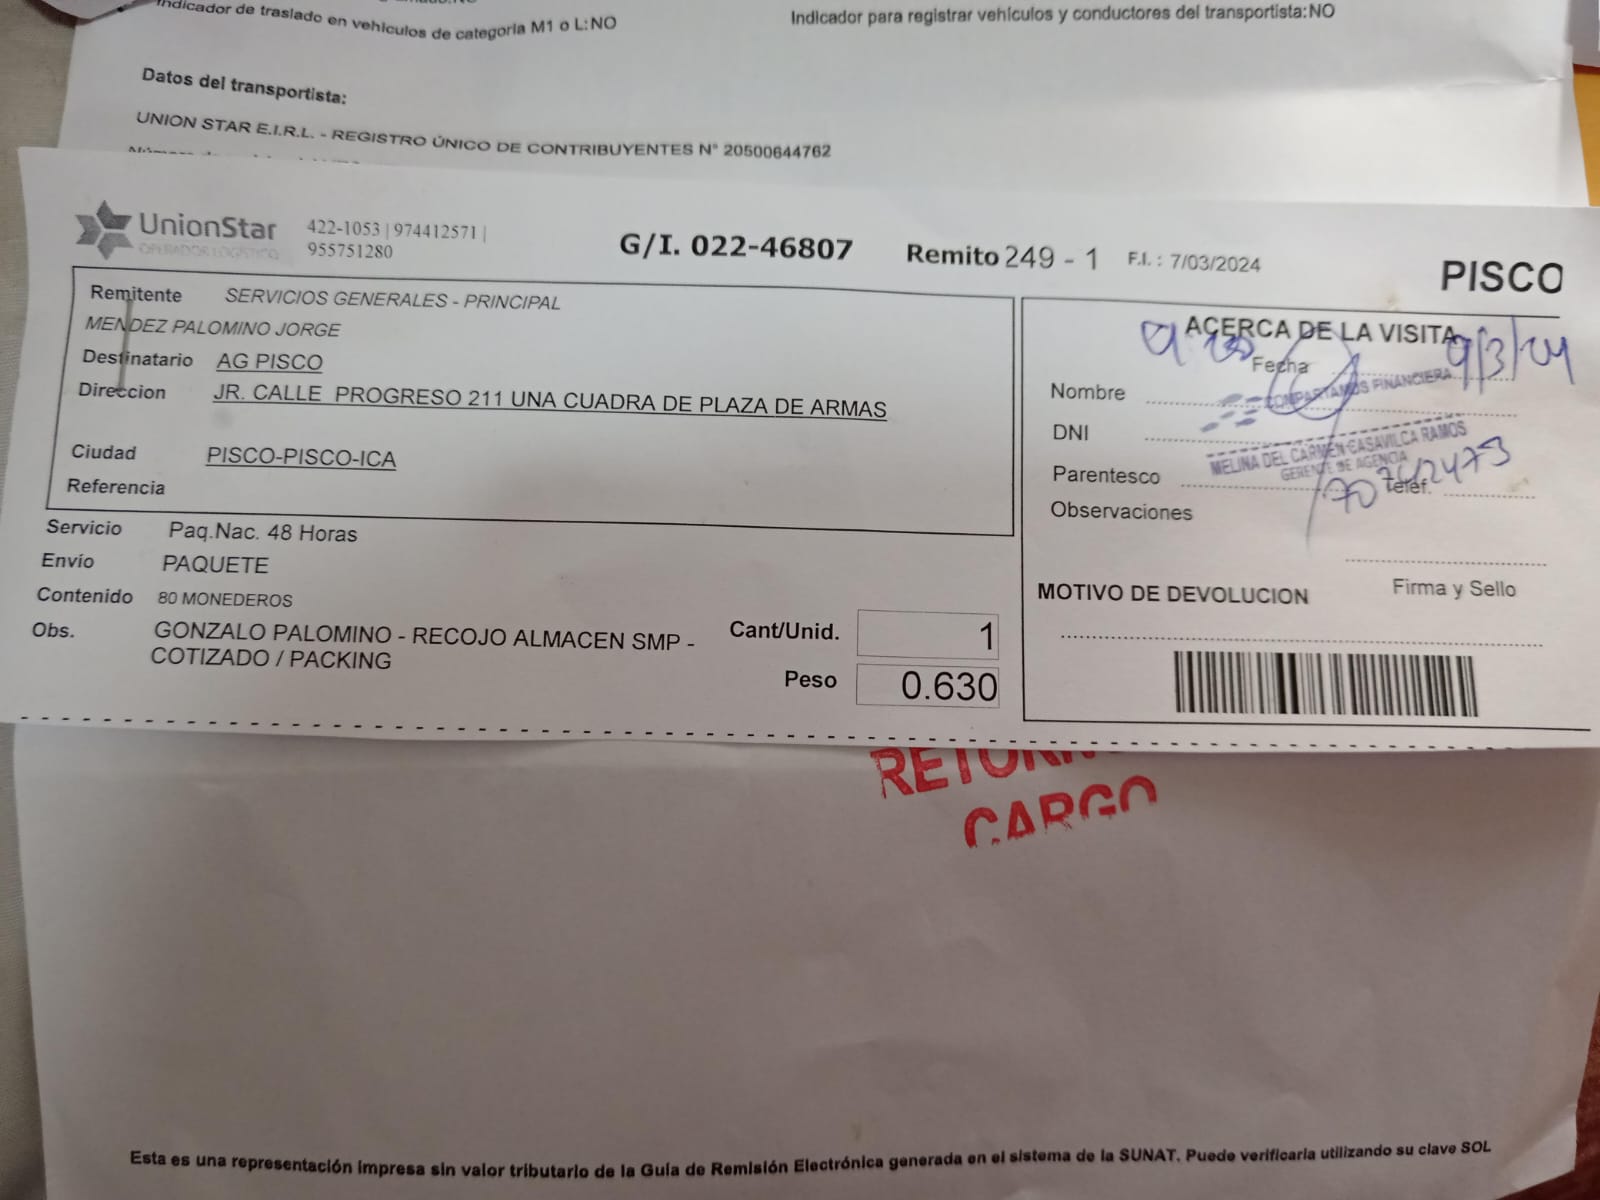 Indicador de traslado en vehículos de categoría M1 o L:NO
Indicador para registrar vehículos y conductores del transportista:NO
Datos del transportista:
UNION STAR E.I.R.L. - REGISTRO ÚNICO DE CONTRIBUYENTES N° 20500644762
UnionStar
OPERADOR LOGISTICO
422-1053 | 974412571 |
955751280
G/I. 022-46807
Remito 249 - 1
F.I. : 7/03/2024
PISCO
Remitente SERVICIOS GENERALES - PRINCIPAL
MENDEZ PALOMINO JORGE
Destinatario AG PISCO
Direccion JR. CALLE PROGRESO 211 UNA CUADRA DE PLAZA DE ARMAS
Ciudad PISCO-PISCO-ICA
Referencia
Servicio Paq.Nac. 48 Horas
Envío PAQUETE
Contenido 80 MONEDEROS
Obs. GONZALO PALOMINO - RECOJO ALMACEN SMP -
COTIZADO / PACKING
Cant/Unid. 1
Peso 0.630
ACERCA DE LA VISITA
Fecha 9/3/24
Nombre
COMPARTAMOS FINANCIERA
DNI
MELINA DEL CARMEN CASAVILCA RAMOS
GERENTE DE AGENCIA
Parentesco
Telef.
Observaciones
Firma y Sello
MOTIVO DE DEVOLUCION
CARGO
Esta es una representación impresa sin valor tributario de la Guía de Remisión Electrónica generada en el sistema de la SUNAT. Puede verificarla utilizando su clave SOL